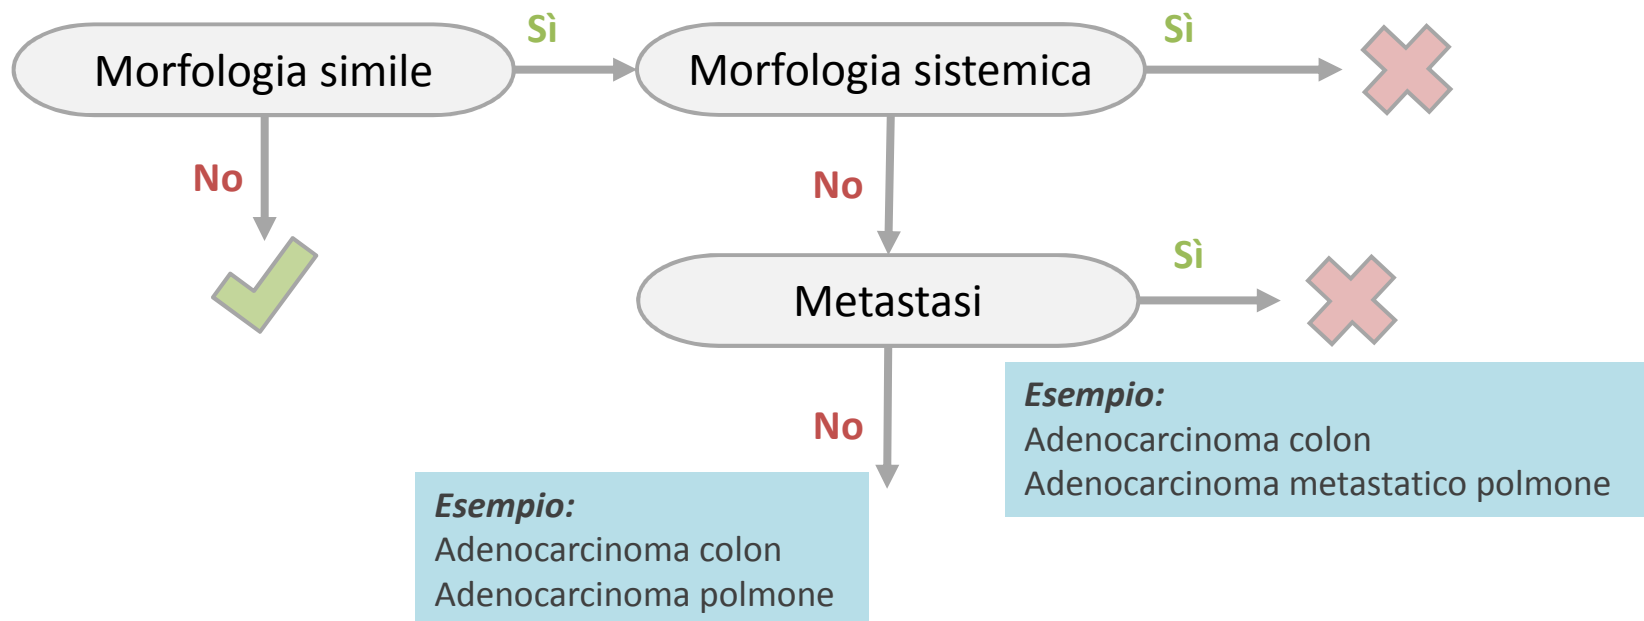 Sì
Sì
Morfologia simile
Morfologia sistemica
No
No
Sì
Metastasi
No
Esempio:
Adenocarcinoma colon
Adenocarcinoma metastatico polmone
Esempio:
Adenocarcinoma colon
Adenocarcinoma polmone